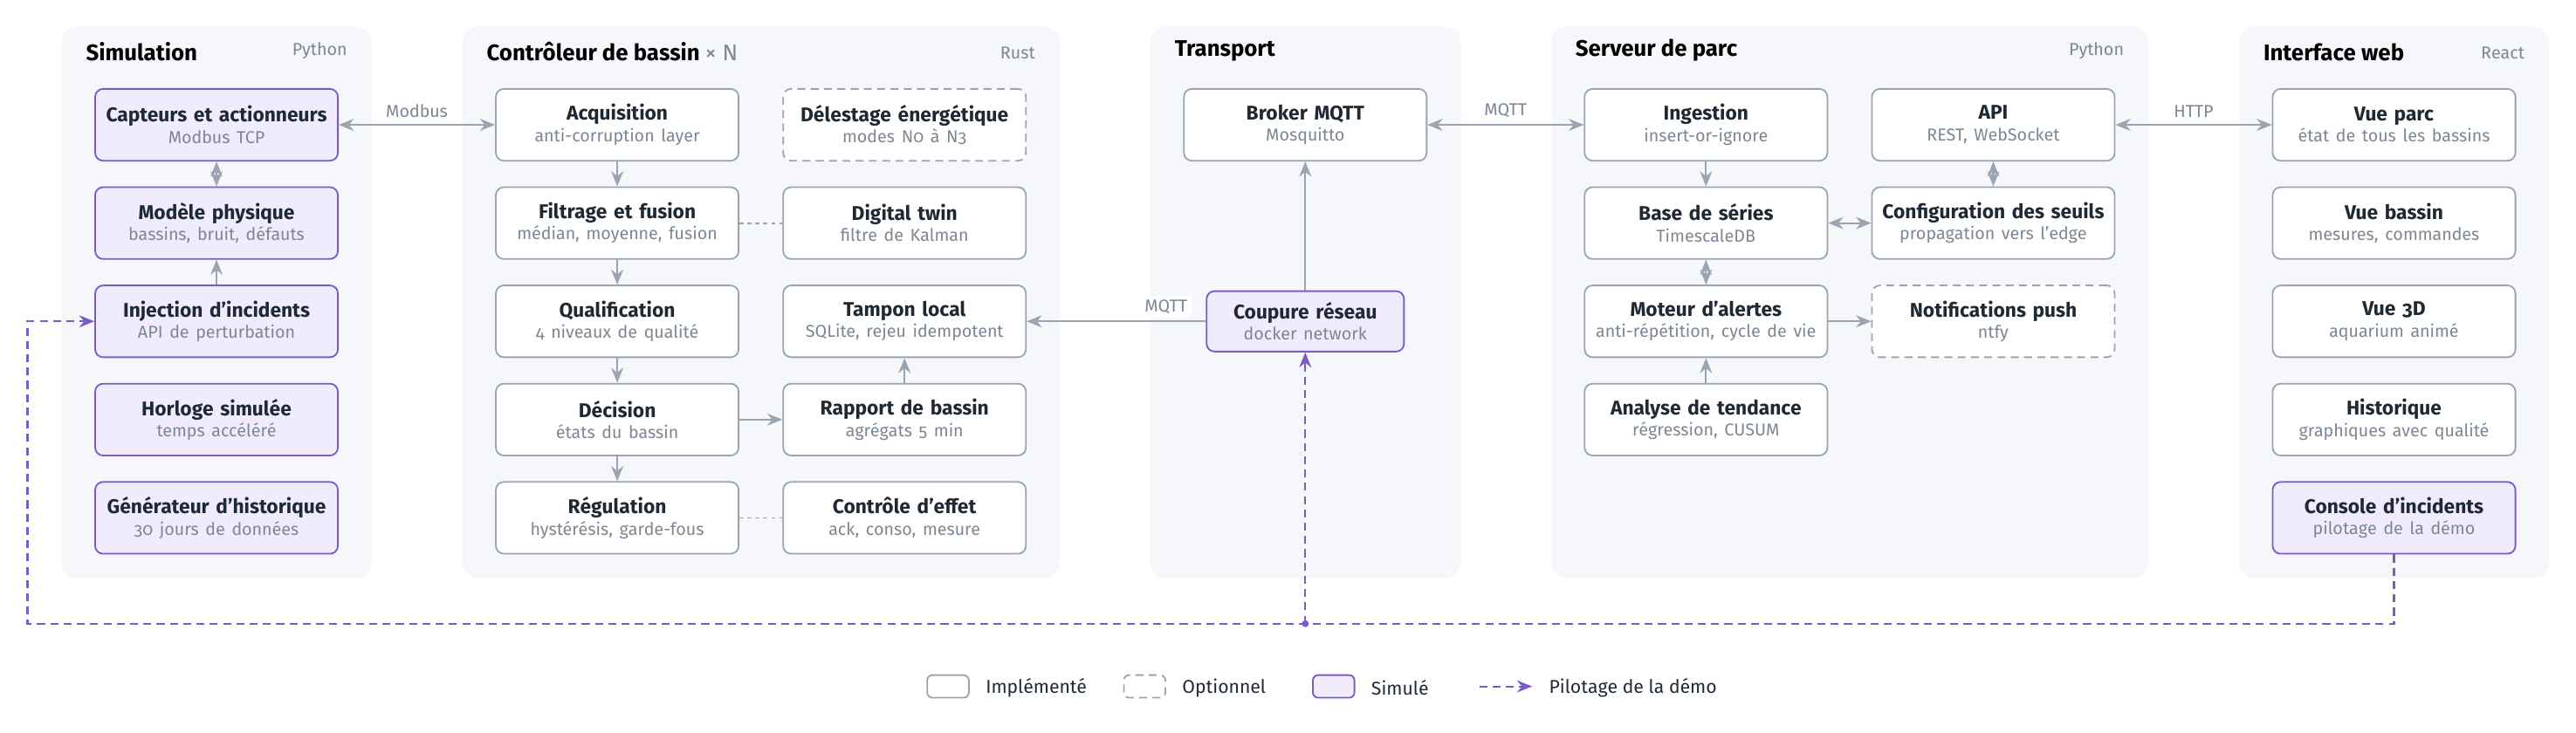 Simulation
Python
Capteurs et actionneurs
Modbus TCP
Modèle physique
bassins, bruit, défauts
Injection d’incidents
API de perturbation
Horloge simulée
temps accéléré
Générateur d’historique
30 jours de données
Modbus
Contrôleur de bassin × N
Rust
Acquisition
anti-corruption layer
Filtrage et fusion
médian, moyenne, fusion
Qualification
4 niveaux de qualité
Décision
états du bassin
Régulation
hystérésis, garde-fous
Délestage énergétique
modes N0 à N3
Digital twin
filtre de Kalman
Tampon local
SQLite, rejeu idempotent
Rapport de bassin
agrégats 5 min
Contrôle d’effet
ack, conso, mesure
MQTT
Transport
Broker MQTT
Mosquitto
Coupure réseau
docker network
MQTT
Serveur de parc
Python
Ingestion
insert-or-ignore
Base de séries
TimescaleDB
Moteur d’alertes
anti-répétition, cycle de vie
Analyse de tendance
régression, CUSUM
API
REST, WebSocket
Configuration des seuils
propagation vers l’edge
Notifications push
ntfy
HTTP
Interface web
React
Vue parc
état de tous les bassins
Vue bassin
mesures, commandes
Vue 3D
aquarium animé
Historique
graphiques avec qualité
Console d’incidents
pilotage de la démo
Implémenté
Optionnel
Simulé
Pilotage de la démo